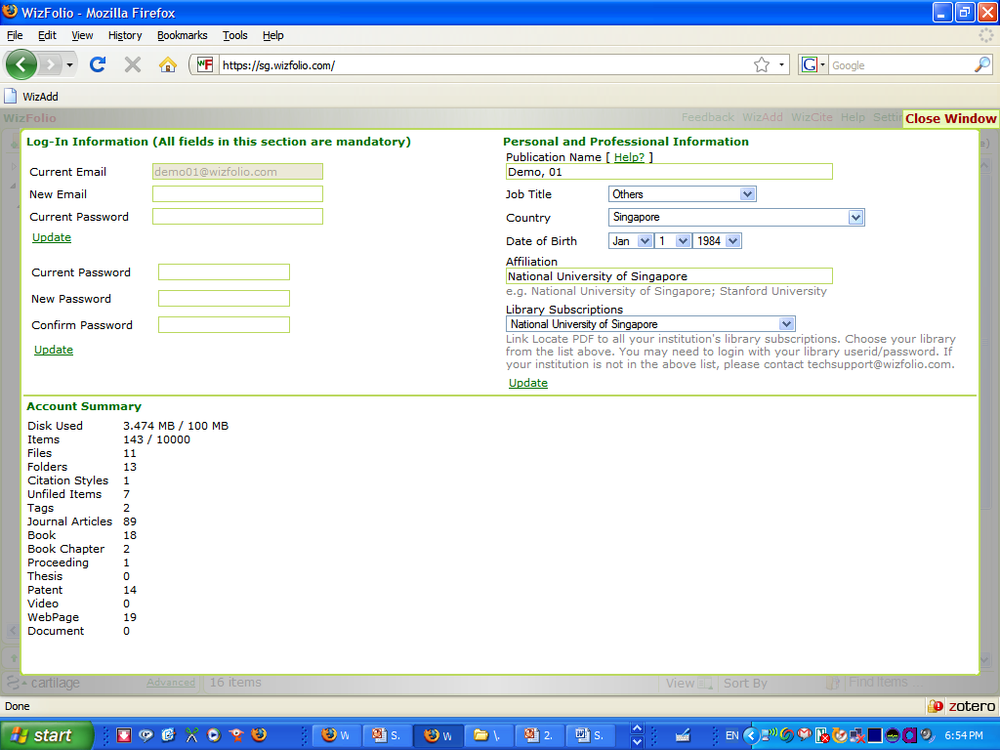 WizFolio - Mozilla Firefox
File Edit View History Bookmarks Tools Help
wF https://sg.wizfolio.com/ G Google
WizAdd
WizFolio Feedback WizAdd WizCite Help Close Window
Log-In Information (All fields in this section are mandatory)
Current Email demo01@wizfolio.com
New Email
Current Password
Update
Current Password
New Password
Confirm Password
Update
Personal and Professional Information
Publication Name [ Help? ]
Demo, 01
Job Title Others
Country Singapore
Date of Birth Jan 1 1984
Affiliation
National University of Singapore
e.g. National University of Singapore; Stanford University
Library Subscriptions
National University of Singapore
Link Locate PDF to all your institution's library subscriptions. Choose your library
from the list above. You may need to login with your library userid/password. If
your institution is not in the above list, please contact techsupport@wizfolio.com.
Update
Account Summary
Disk Used 3.474 MB / 100 MB
Items 143 / 10000
Files 11
Folders 13
Citation Styles 1
Unfiled Items 7
Tags 2
Journal Articles 89
Book 18
Book Chapter 2
Proceeding 1
Thesis 0
Patent 14
Video 0
WebPage 19
Document 0
cartilage Advanced 16 items View Sort By Find Items ...
Done zotero
start W S. W \. 2. S. EN 6:54 PM